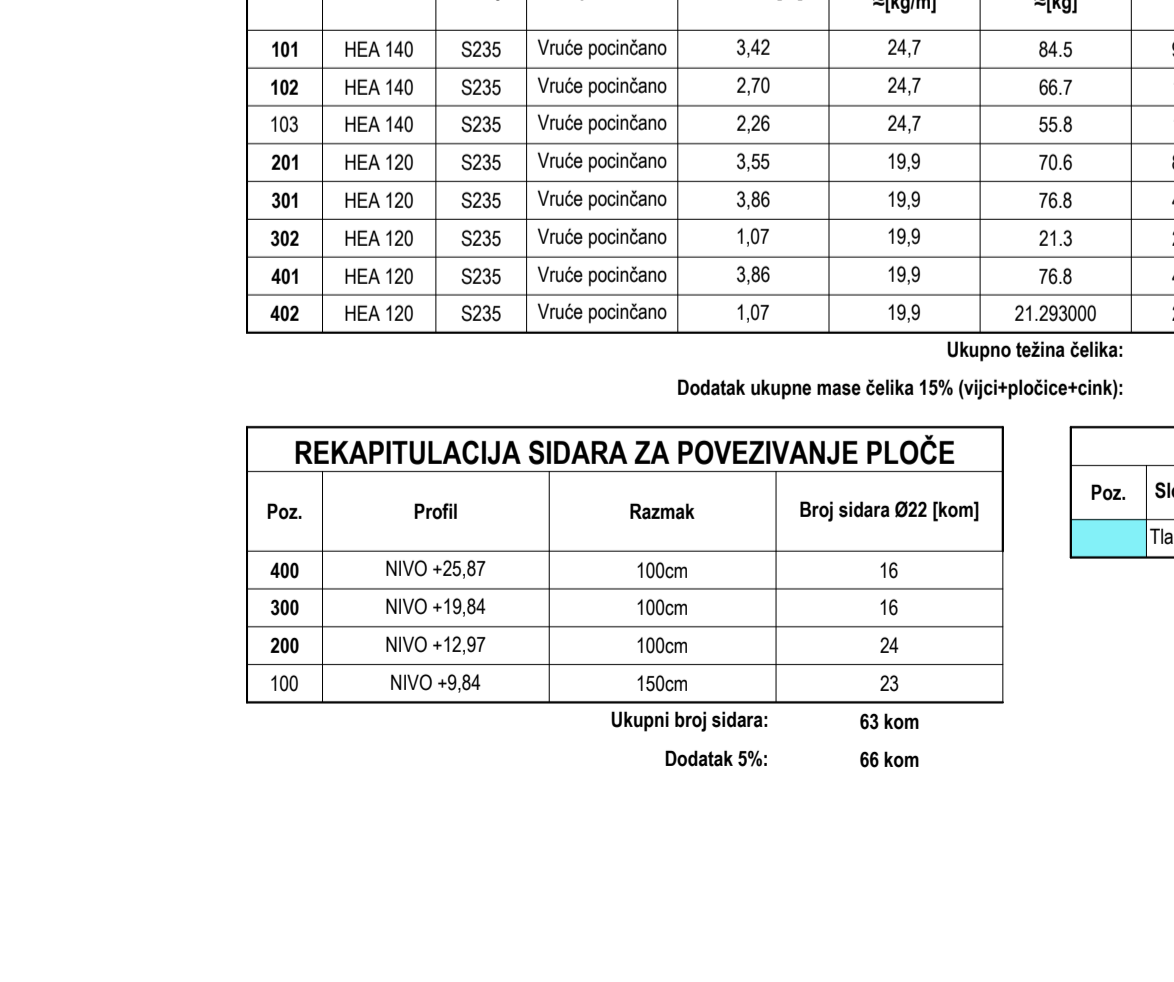 ≈[kg/m] ≈[kg]
101 HEA 140 S235 Vruće pocinčano 3,42 24,7 84.5
102 HEA 140 S235 Vruće pocinčano 2,70 24,7 66.7
103 HEA 140 S235 Vruće pocinčano 2,26 24,7 55.8
201 HEA 120 S235 Vruće pocinčano 3,55 19,9 70.6
301 HEA 120 S235 Vruće pocinčano 3,86 19,9 76.8
302 HEA 120 S235 Vruće pocinčano 1,07 19,9 21.3
401 HEA 120 S235 Vruće pocinčano 3,86 19,9 76.8
402 HEA 120 S235 Vruće pocinčano 1,07 19,9 21.293000
Ukupno težina čelika:
Dodatak ukupne mase čelika 15% (vijci+pločice+cink):
REKAPITULACIJA SIDARA ZA POVEZIVANJE PLOČE
Poz. Profil Razmak Broj sidara Ø22 [kom]
400 NIVO +25,87 100cm 16
300 NIVO +19,84 100cm 16
200 NIVO +12,97 100cm 24
100 NIVO +9,84 150cm 23
Ukupni broj sidara: 63 kom
Dodatak 5%: 66 kom
Poz.
Tla